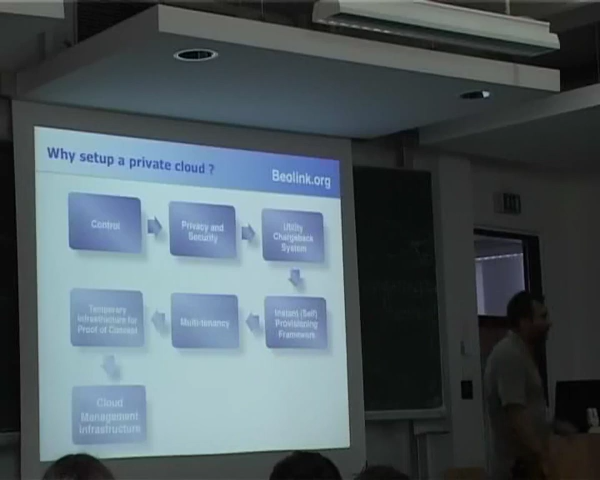 Why setup a private cloud ?
Beolink.org
Control
Privacy and
Security
Utility
Chargeback
System
Temporary
Infrastructure for
Proof of Concept
Multi-tenancy
Instant (Self)
Provisioning
Framework
Cloud
Management
Infrastructure